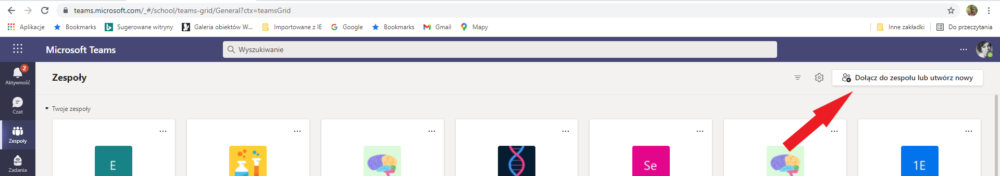 teams.microsoft.com/_#/school/teams-grid/General?ctx=teamsGrid
Aplikacje Bookmarks Sugerowane witryny Galeria obiektów W... Importowane z IE Google Bookmarks Gmail Mapy Inne zakładki Do przeczytania
Microsoft Teams Wyszukiwanie
2
Aktywność
Zespoły Dołącz do zespołu lub utwórz nowy
Czat
Twoje zespoły
Zespoły
E Se 1E
Zadania